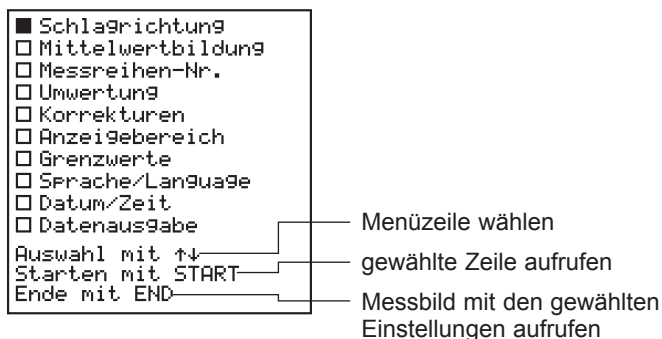 ■ Schlagrichtung
□ Mittelwertbildung
□ Messreihen-Nr.
□ Umwertung
□ Korrekturen
□ Anzeigebereich
□ Grenzwerte
□ Sprache/Language
□ Datum/Zeit
□ Datenausgabe
Auswahl mit ↑↓
Starten mit START
Ende mit END
Menüzeile wählen
gewählte Zeile aufrufen
Messbild mit den gewählten
Einstellungen aufrufen